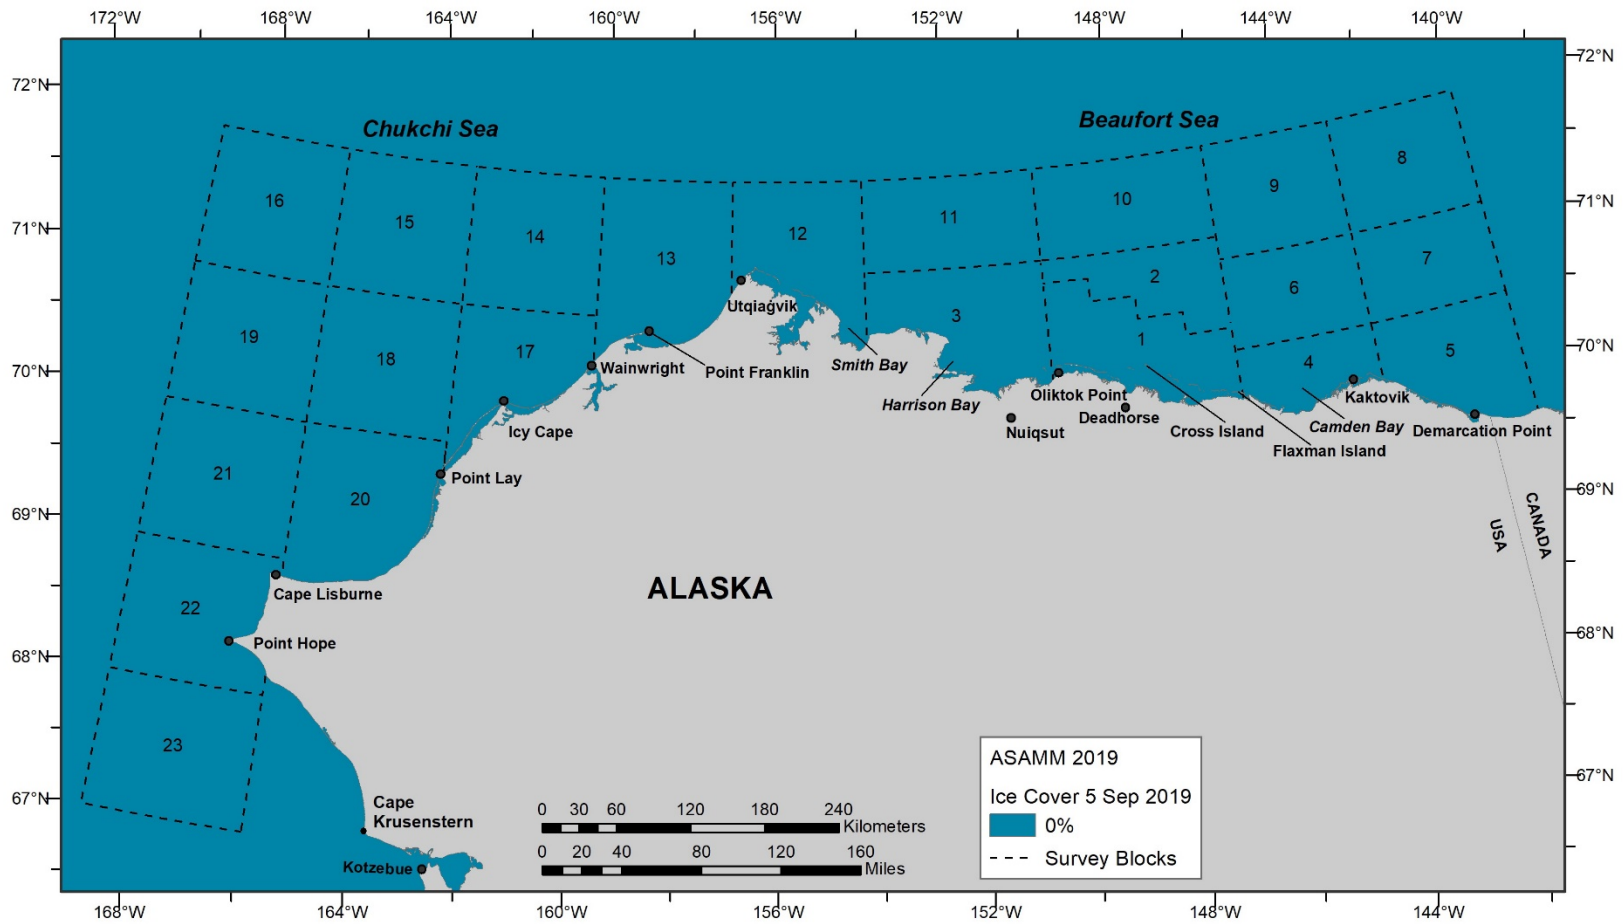 172°W 168°W 164°W 160°W 156°W 152°W 148°W 144°W 140°W
72°N 72°N
Chukchi Sea
Beaufort Sea
16 15 14 13 12 11 10 9 8
71°N 71°N
19 18 17 3 2 1 6 7 4 5
Utqiaġvik
70°N 70°N
Wainwright
Point Franklin
Smith Bay
Harrison Bay
Oliktok Point
Kaktovik
Icy Cape
Nuiqsut
Deadhorse
Cross Island
Camden Bay
Demarcation Point
Flaxman Island
21 20
Point Lay
69°N 69°N
USA
CANADA
22
Cape Lisburne
ALASKA
Point Hope
68°N 68°N
23
67°N 67°N
Cape
Krusenstern
Kotzebue
0 30 60 120 180 240
Kilometers
0 20 40 80 120 160
Miles
ASAMM 2019
Ice Cover 5 Sep 2019
0%
Survey Blocks
168°W 164°W 160°W 156°W 152°W 148°W 144°W 140°W